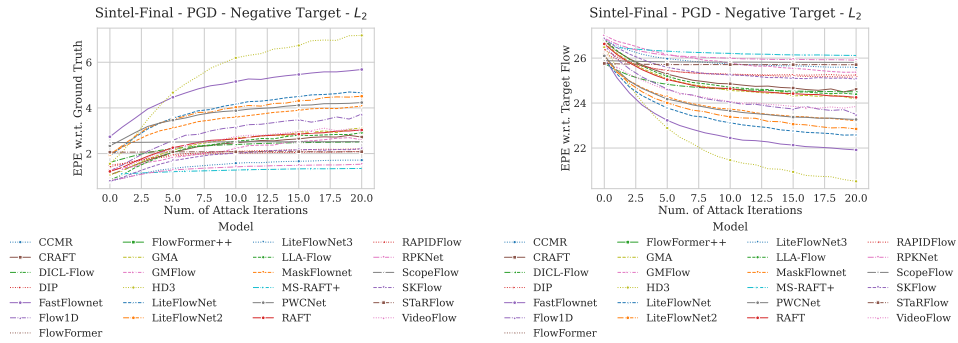 Sintel-Final - PGD - Negative Target - L2
EPE w.r.t. Ground Truth
6
4
2
0.0 2.5 5.0 7.5 10.0 12.5 15.0 17.5 20.0
Num. of Attack Iterations
Model
CCMR FlowFormer++ LiteFlowNet3 RAPIDFlow
CRAFT GMA LLA-Flow RPKNet
DICL-Flow GMFlow MaskFlownet ScopeFlow
DIP HD3 MS-RAFT+ SKFlow
FastFlownet LiteFlowNet PWCNet STaRFlow
Flow1D LiteFlowNet2 RAFT VideoFlow
FlowFormer
Sintel-Final - PGD - Negative Target - L2
EPE w.r.t. Target Flow
26
24
22
0.0 2.5 5.0 7.5 10.0 12.5 15.0 17.5 20.0
Num. of Attack Iterations
Model
CCMR FlowFormer++ LiteFlowNet3 RAPIDFlow
CRAFT GMA LLA-Flow RPKNet
DICL-Flow GMFlow MaskFlownet ScopeFlow
DIP HD3 MS-RAFT+ SKFlow
FastFlownet LiteFlowNet PWCNet STaRFlow
Flow1D LiteFlowNet2 RAFT VideoFlow
FlowFormer